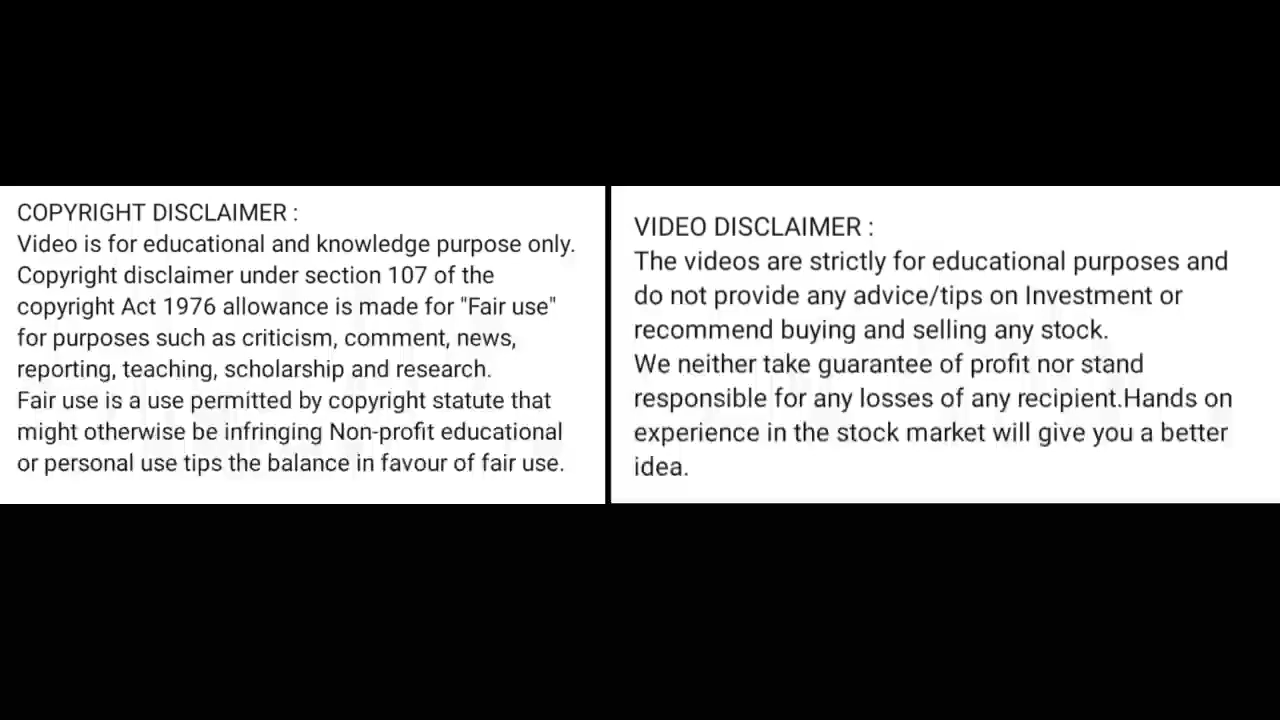 COPYRIGHT DISCLAIMER :
Video is for educational and knowledge purpose only.
Copyright disclaimer under section 107 of the
copyright Act 1976 allowance is made for "Fair use"
for purposes such as criticism, comment, news,
reporting, teaching, scholarship and research.
Fair use is a use permitted by copyright statute that
might otherwise be infringing Non-profit educational
or personal use tips the balance in favour of fair use.
VIDEO DISCLAIMER :
The videos are strictly for educational purposes and
do not provide any advice/tips on Investment or
recommend buying and selling any stock.
We neither take guarantee of profit nor stand
responsible for any losses of any recipient.Hands on
experience in the stock market will give you a better
idea.